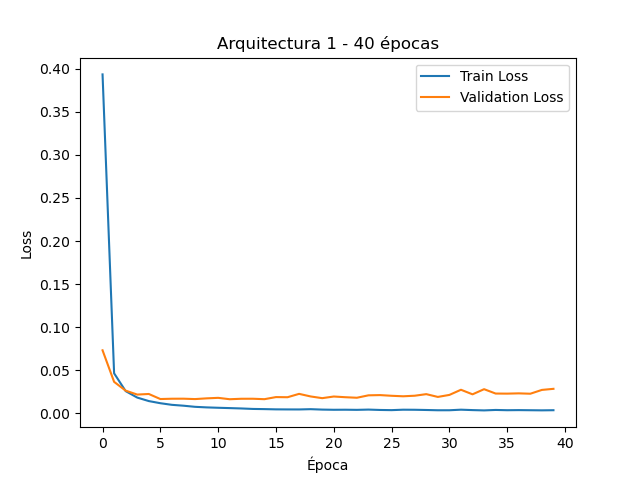 Arquitectura 1 - 40 épocas
Train Loss
Validation Loss
0.40
0.35
0.30
0.25
0.20
0.15
0.10
0.05
0.00
Loss
0 5 10 15 20 25 30 35 40
Época